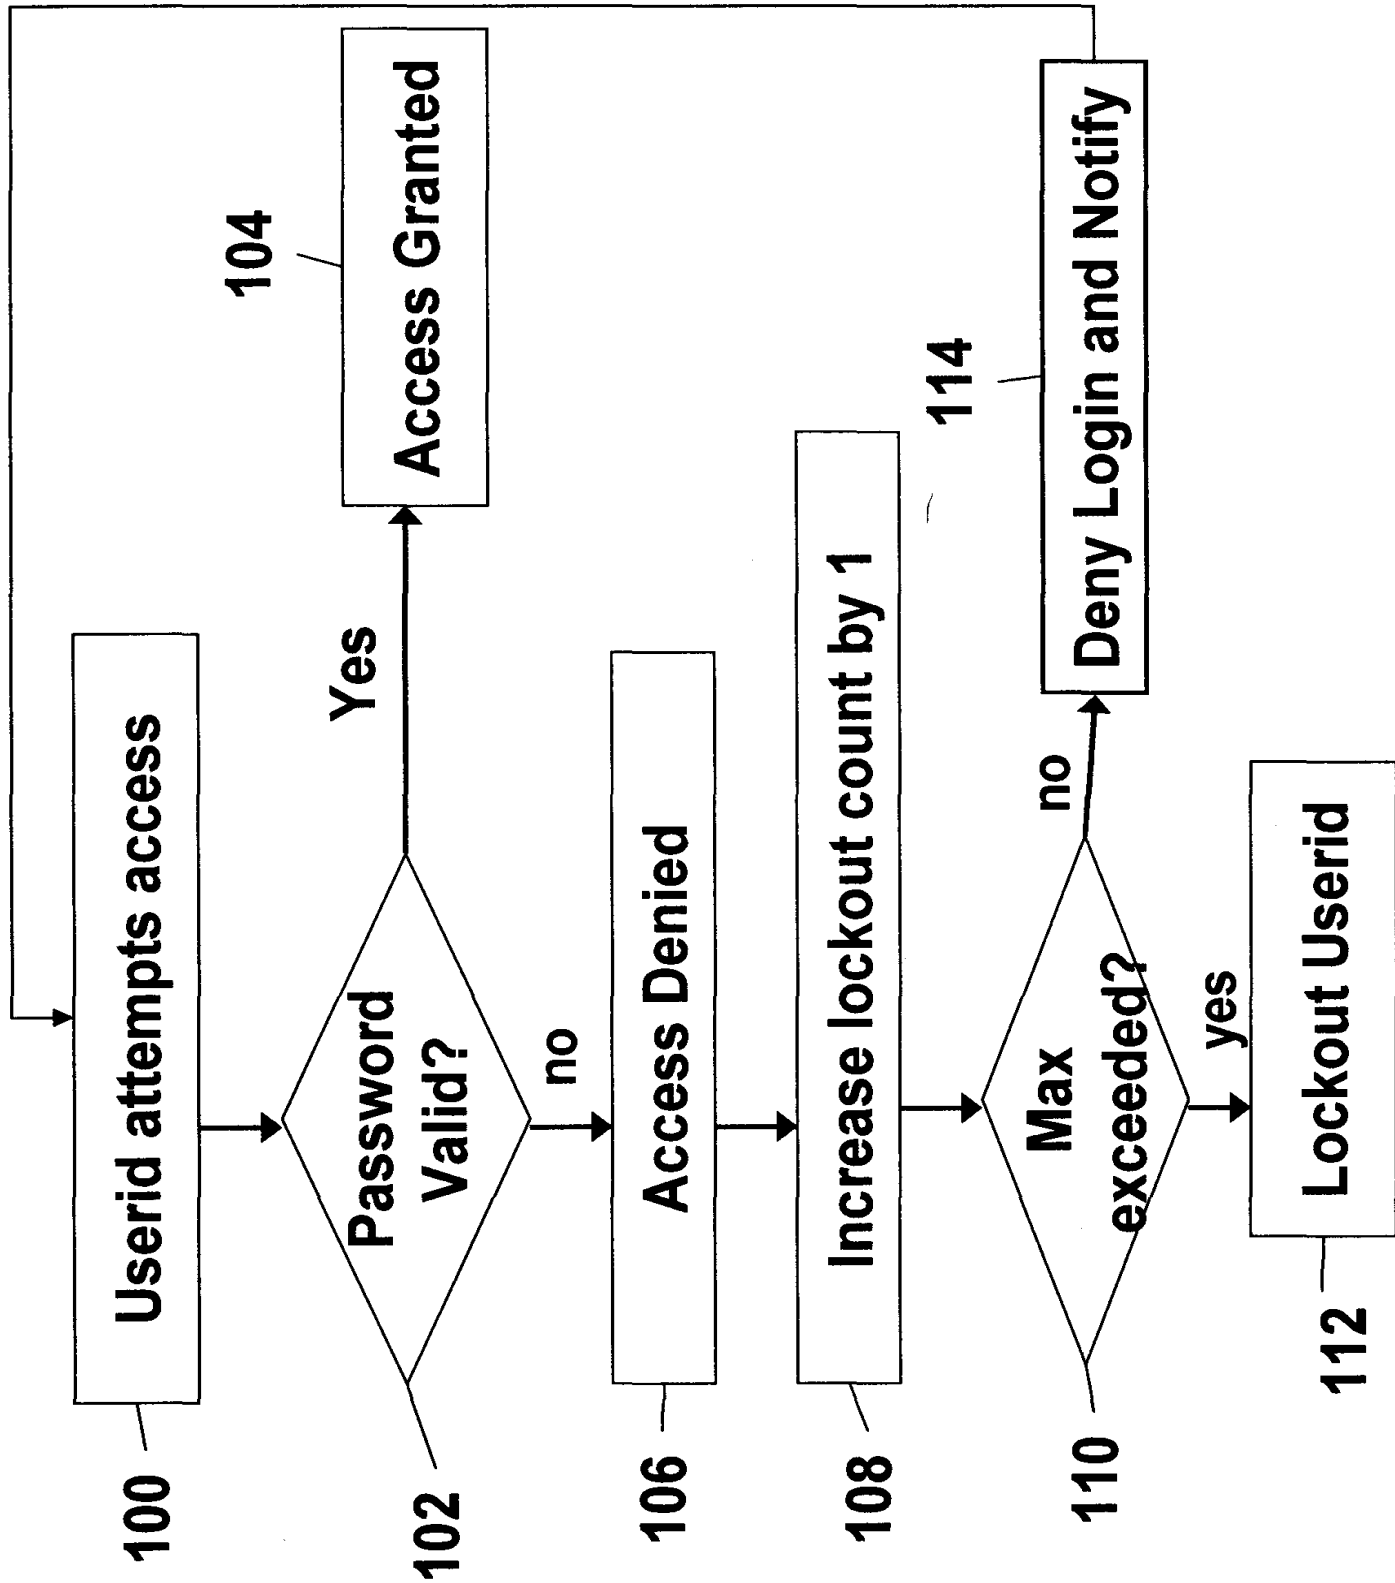 100
Userid attempts access
102
Password
Valid?
Yes
104
Access Granted
no
106
Access Denied
108
Increase lockout count by 1
110
Max
exceeded?
no
114
Deny Login and Notify
yes
112
Lockout Userid